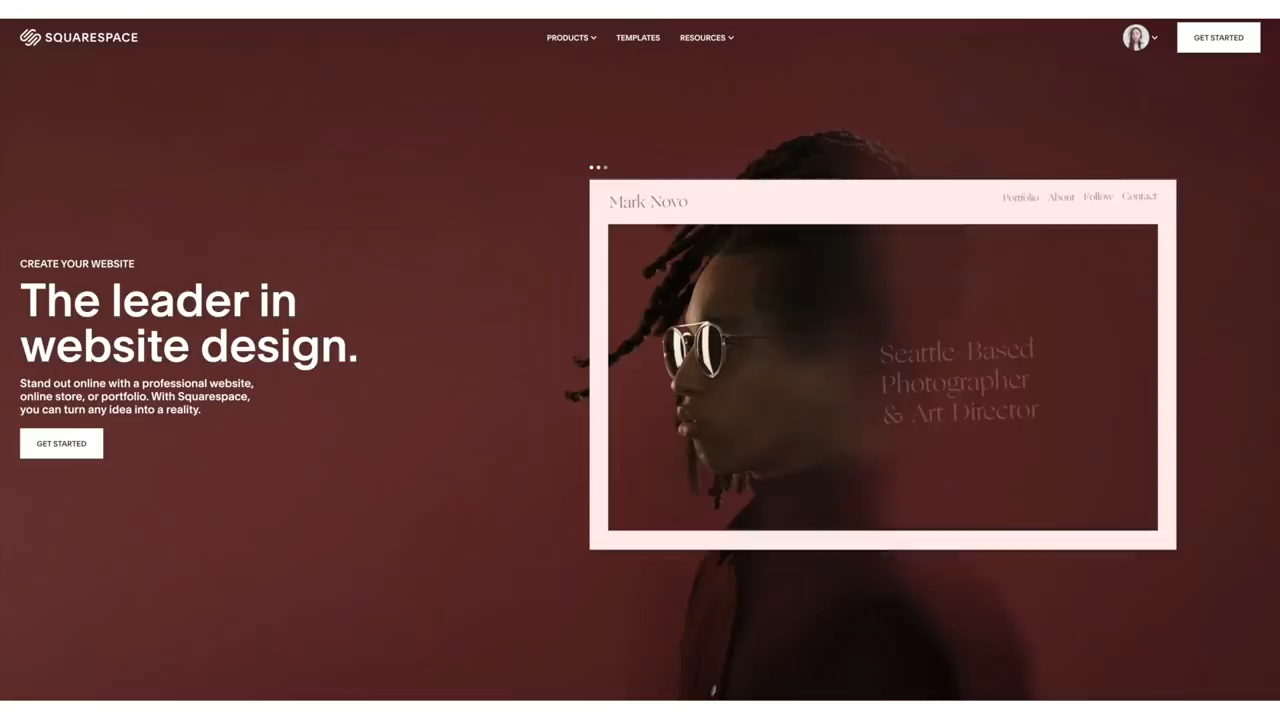 SQUARESPACE
PRODUCTS
TEMPLATES
RESOURCES
GET STARTED
Mark Novo
Portfolio About Follow Contact
CREATE YOUR WEBSITE
The leader in
website design.
Stand out online with a professional website,
online store, or portfolio. With Squarespace,
you can turn any idea into a reality.
GET STARTED
Seattle-Based
Photographer
& Art Director